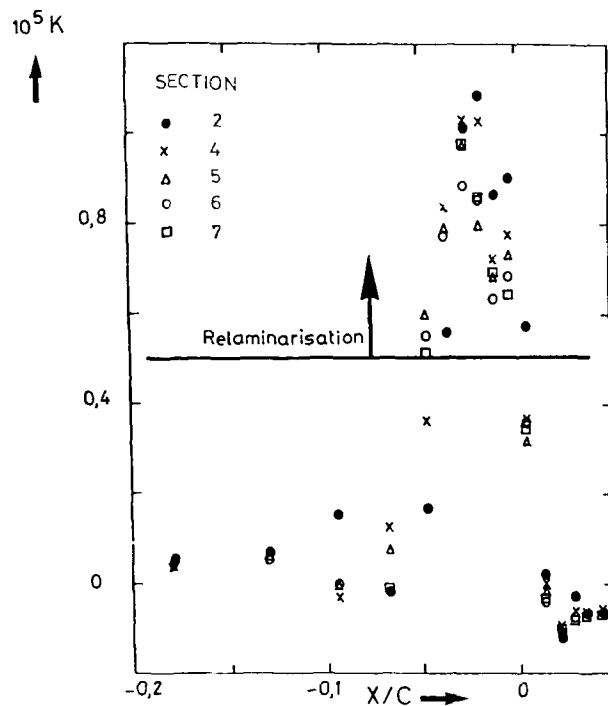 10⁵ K
SECTION
2
4
5
6
7
0,8
Relaminarisation
0,4
0
-0,2
-0,1
0
X/C